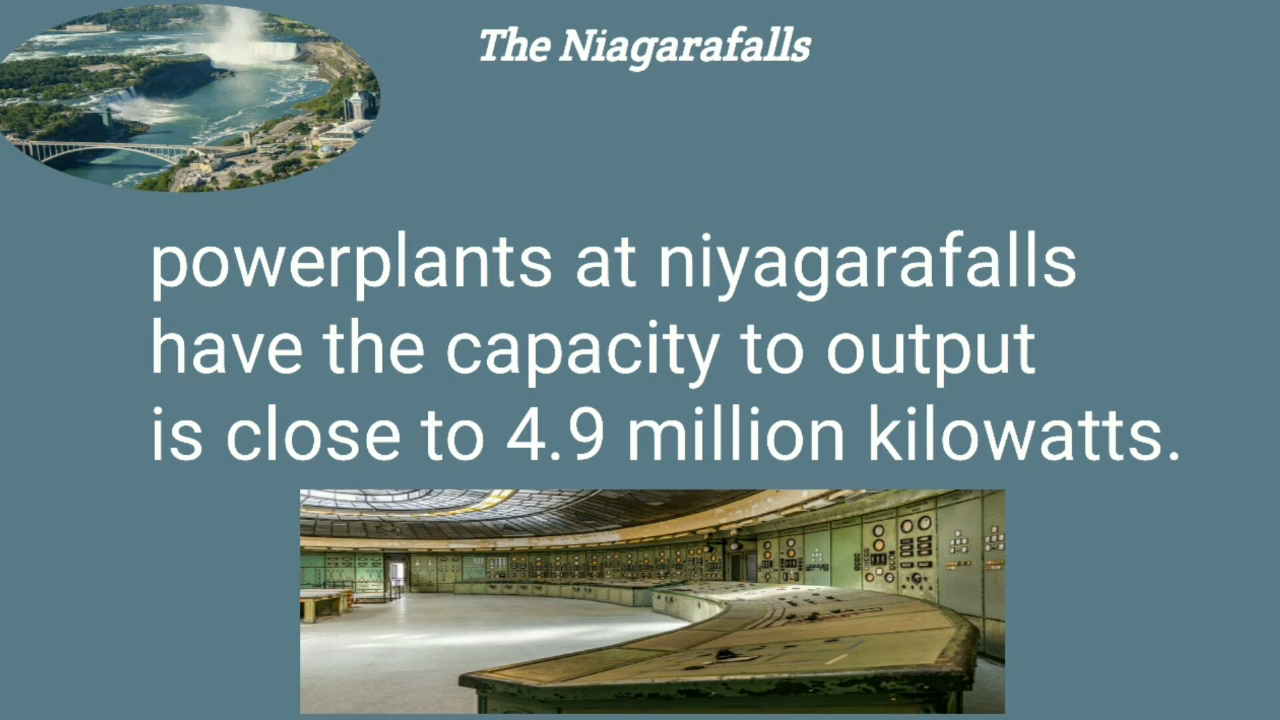 The Niagarafalls
powerplants at niyagarafalls
have the capacity to output
is close to 4.9 million kilowatts.